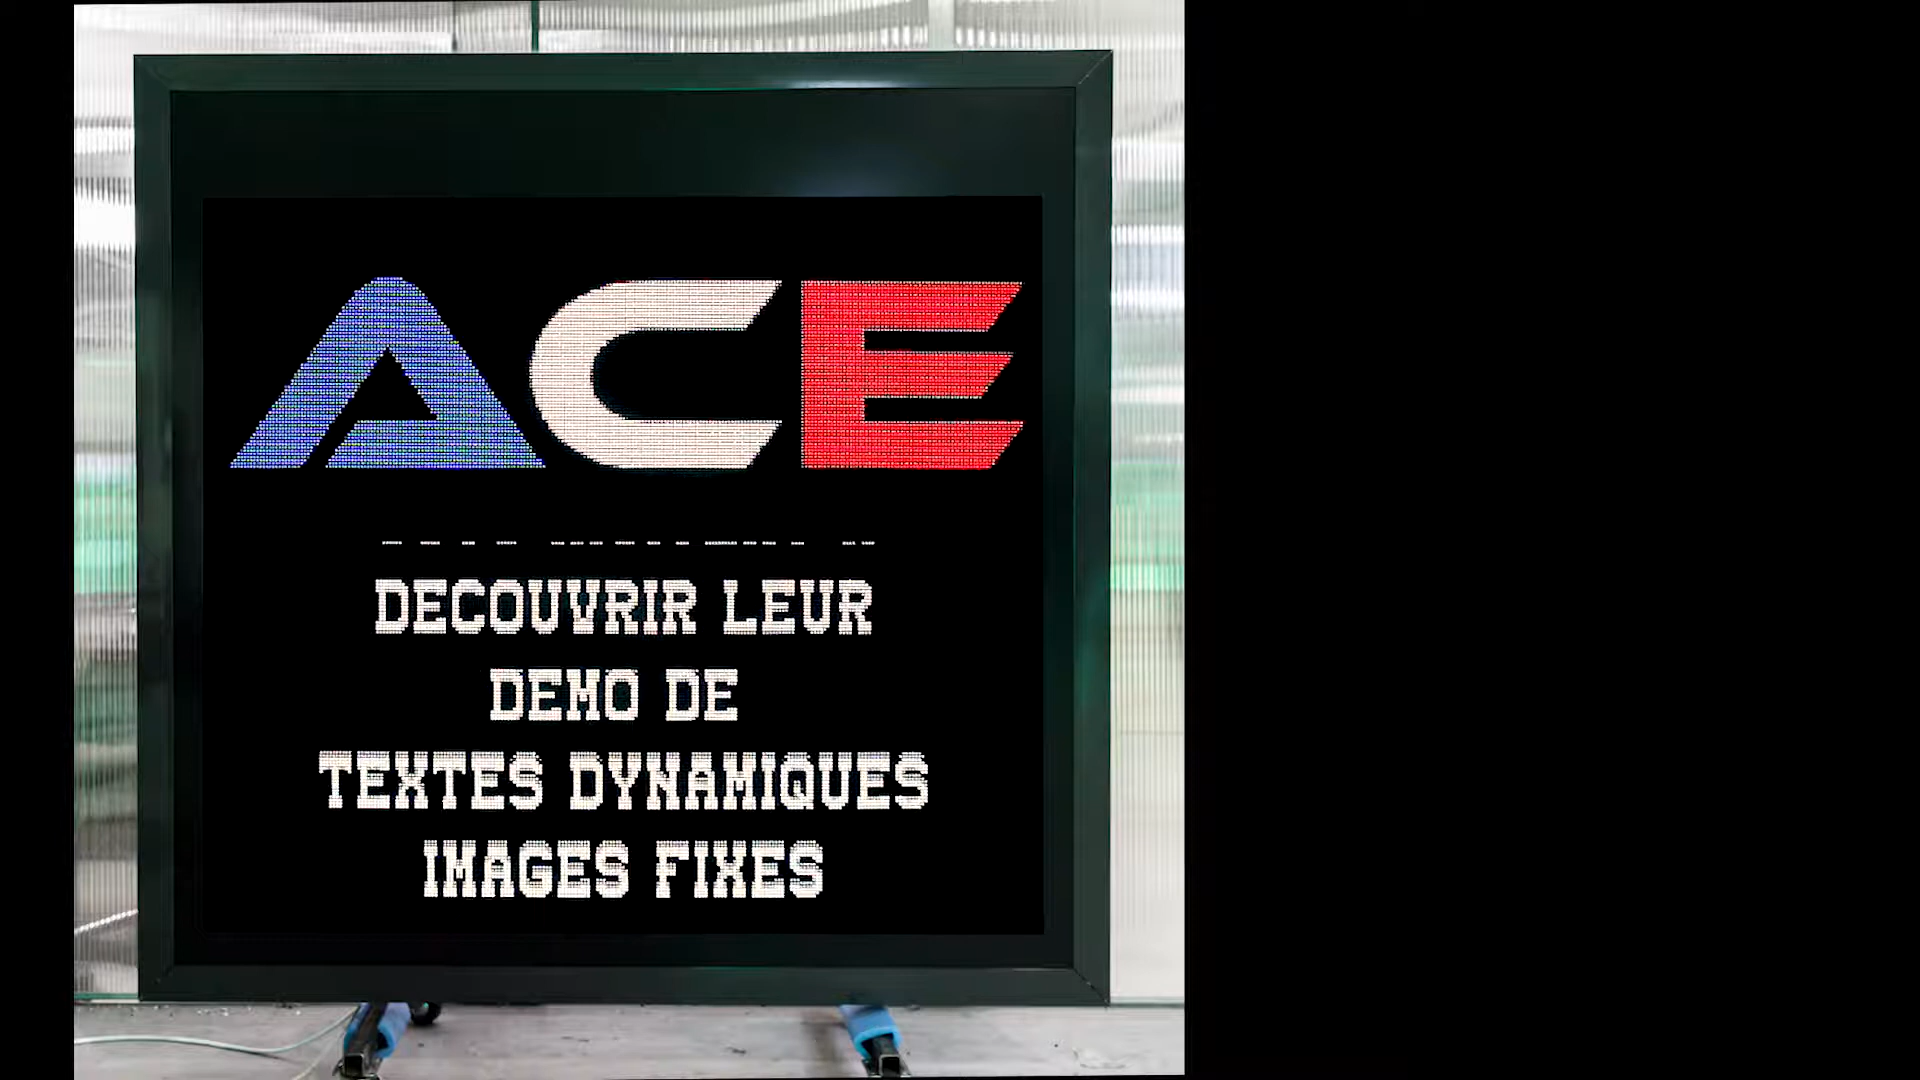 ACE
DECOUVRIR LEUR
DEMO DE
TEXTES DYNAMIQUES
IMAGES FIXES